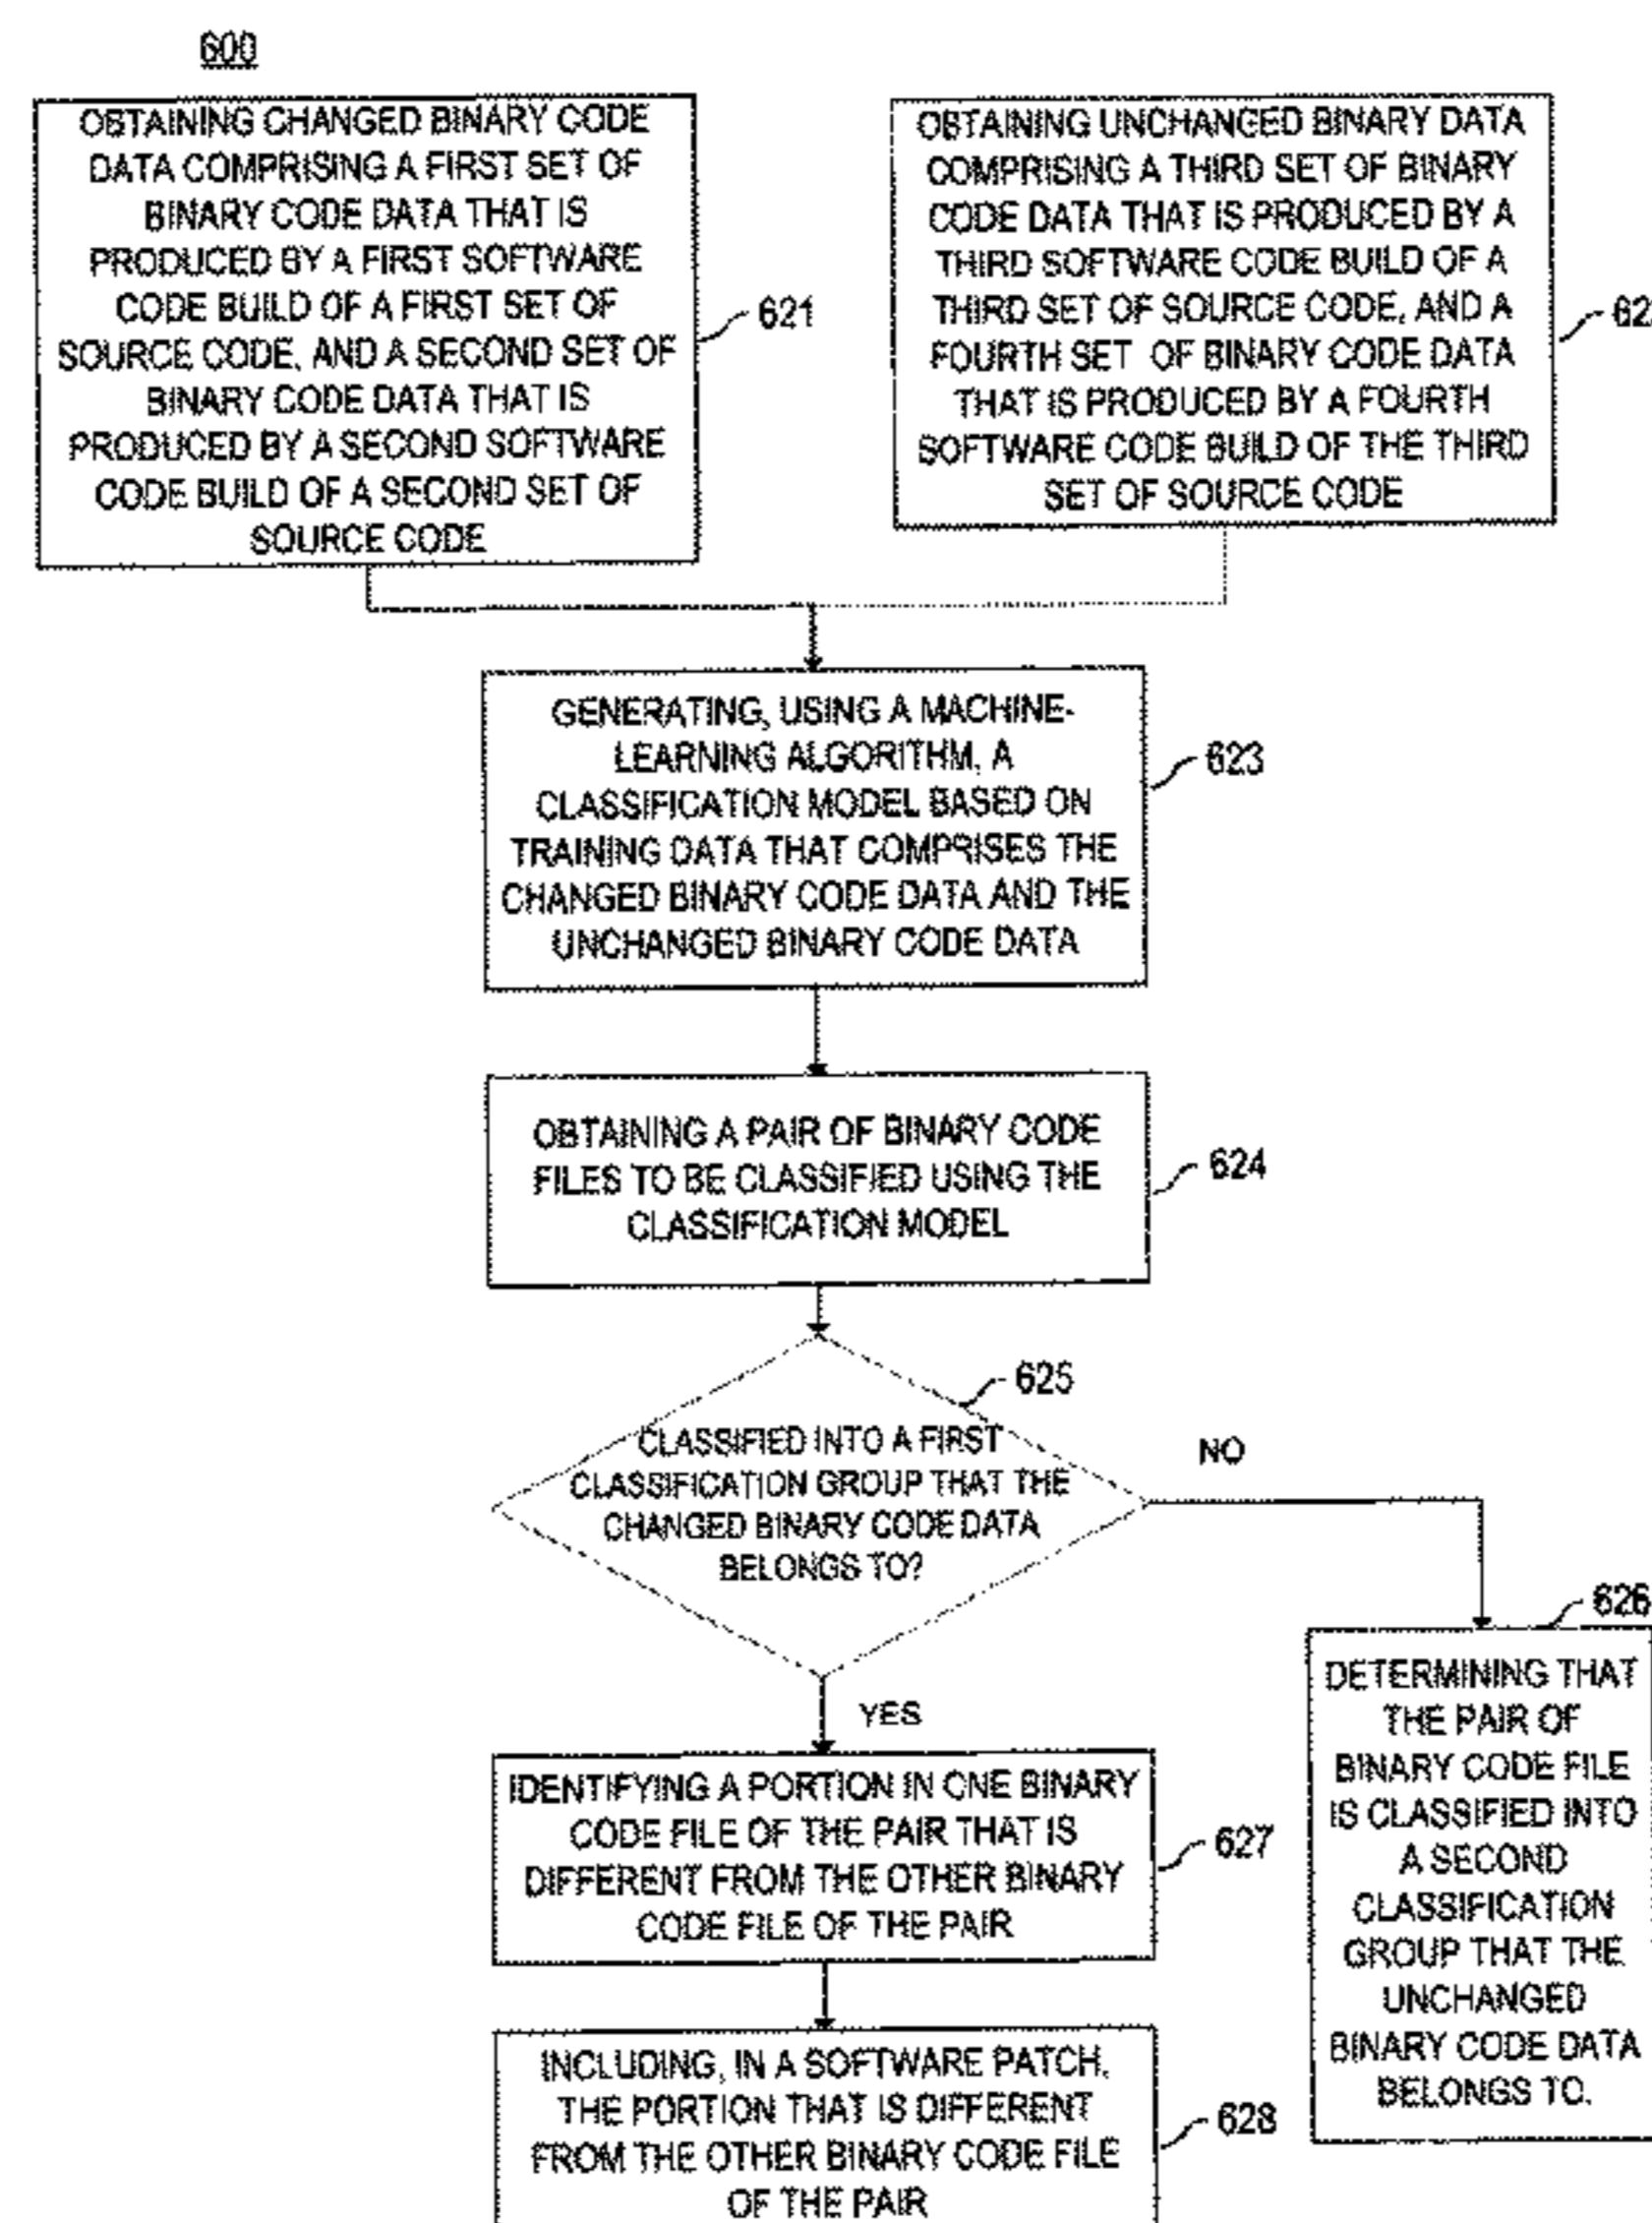 600
OBTAINING CHANGED BINARY CODE
DATA COMPRISING A FIRST SET OF
BINARY CODE DATA THAT IS
PRODUCED BY A FIRST SOFTWARE
CODE BUILD OF A FIRST SET OF
SOURCE CODE, AND A SECOND SET OF
BINARY CODE DATA THAT IS
PRODUCED BY A SECOND SOFTWARE
CODE BUILD OF A SECOND SET OF
SOURCE CODE
621
OBTAINING UNCHANGED BINARY DATA
COMPRISING A THIRD SET OF BINARY
CODE DATA THAT IS PRODUCED BY A
THIRD SOFTWARE CODE BUILD OF A
THIRD SET OF SOURCE CODE, AND A
FOURTH SET OF BINARY CODE DATA
THAT IS PRODUCED BY A FOURTH
SOFTWARE CODE BUILD OF THE THIRD
SET OF SOURCE CODE
GENERATING, USING A MACHINE-
LEARNING ALGORITHM, A
CLASSIFICATION MODEL BASED ON
TRAINING DATA THAT COMPRISES THE
CHANGED BINARY CODE DATA AND THE
UNCHANGED BINARY CODE DATA
623
OBTAINING A PAIR OF BINARY CODE
FILES TO BE CLASSIFIED USING THE
CLASSIFICATION MODEL
624
625
CLASSIFIED INTO A FIRST
CLASSIFICATION GROUP THAT THE
CHANGED BINARY CODE DATA
BELONGS TO?
NO
YES
626
DETERMINING THAT
THE PAIR OF
BINARY CODE FILE
IS CLASSIFIED INTO
A SECOND
CLASSIFICATION
GROUP THAT THE
UNCHANGED
BINARY CODE DATA
BELONGS TO.
IDENTIFYING A PORTION IN ONE BINARY
CODE FILE OF THE PAIR THAT IS
DIFFERENT FROM THE OTHER BINARY
CODE FILE OF THE PAIR
627
INCLUDING, IN A SOFTWARE PATCH,
THE PORTION THAT IS DIFFERENT
FROM THE OTHER BINARY CODE FILE
OF THE PAIR
628